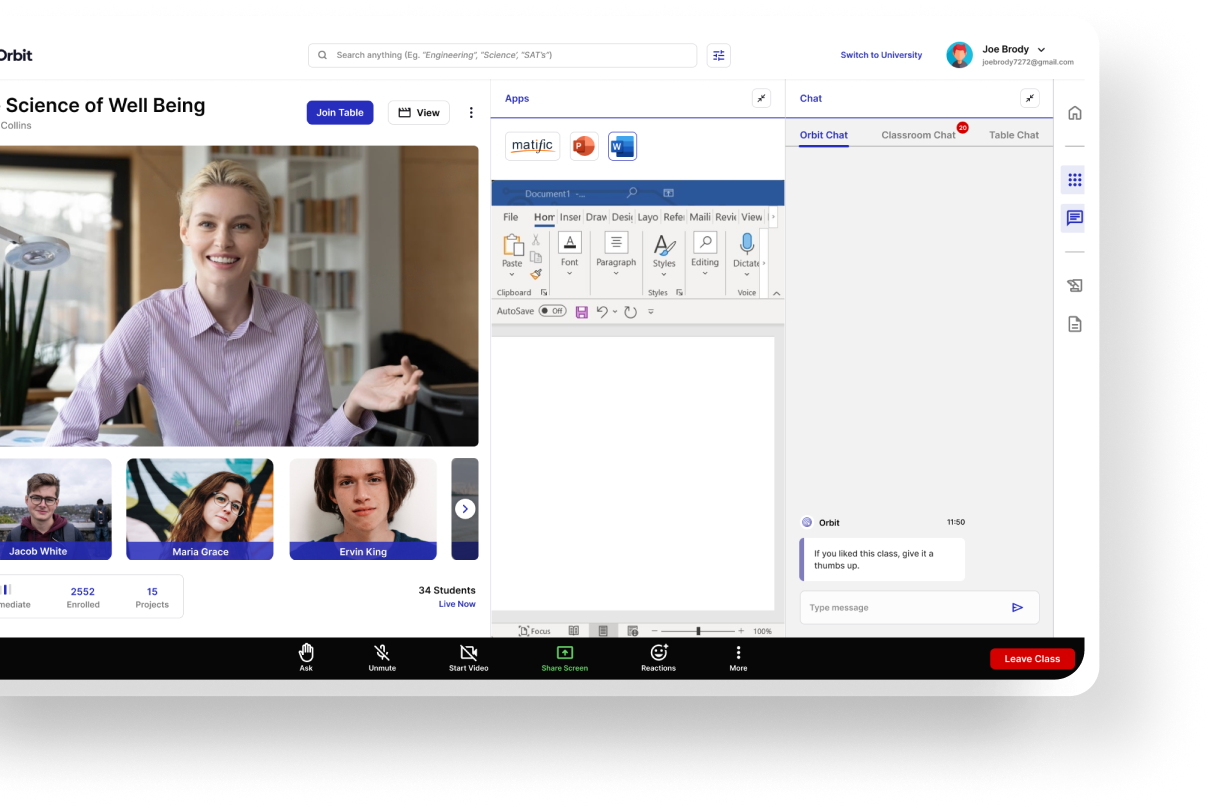 Orbit
Search anything (Eg. "Engineering", "Science", "SAT's")
Switch to University
Joe Brody
joebrody7272@gmail.com
Science of Well Being
Collins
Join Table
View
Apps
matific
P
W
Document1 -...
File Hom Inser Draw Desig Layo Refer Maili Revie View
Paste
Font
Paragraph
Styles
Editing
Dictate
Clipboard
Styles
Voice
AutoSave Off
Focus
100%
Chat
Orbit Chat
Classroom Chat
20
Table Chat
Orbit 11:50
If you liked this class, give it a
thumbs up.
Type message
Jacob White
Maria Grace
Ervin King
mediate
2552
Enrolled
15
Projects
34 Students
Live Now
Ask
Unmute
Start Video
Share Screen
Reactions
More
Leave Class